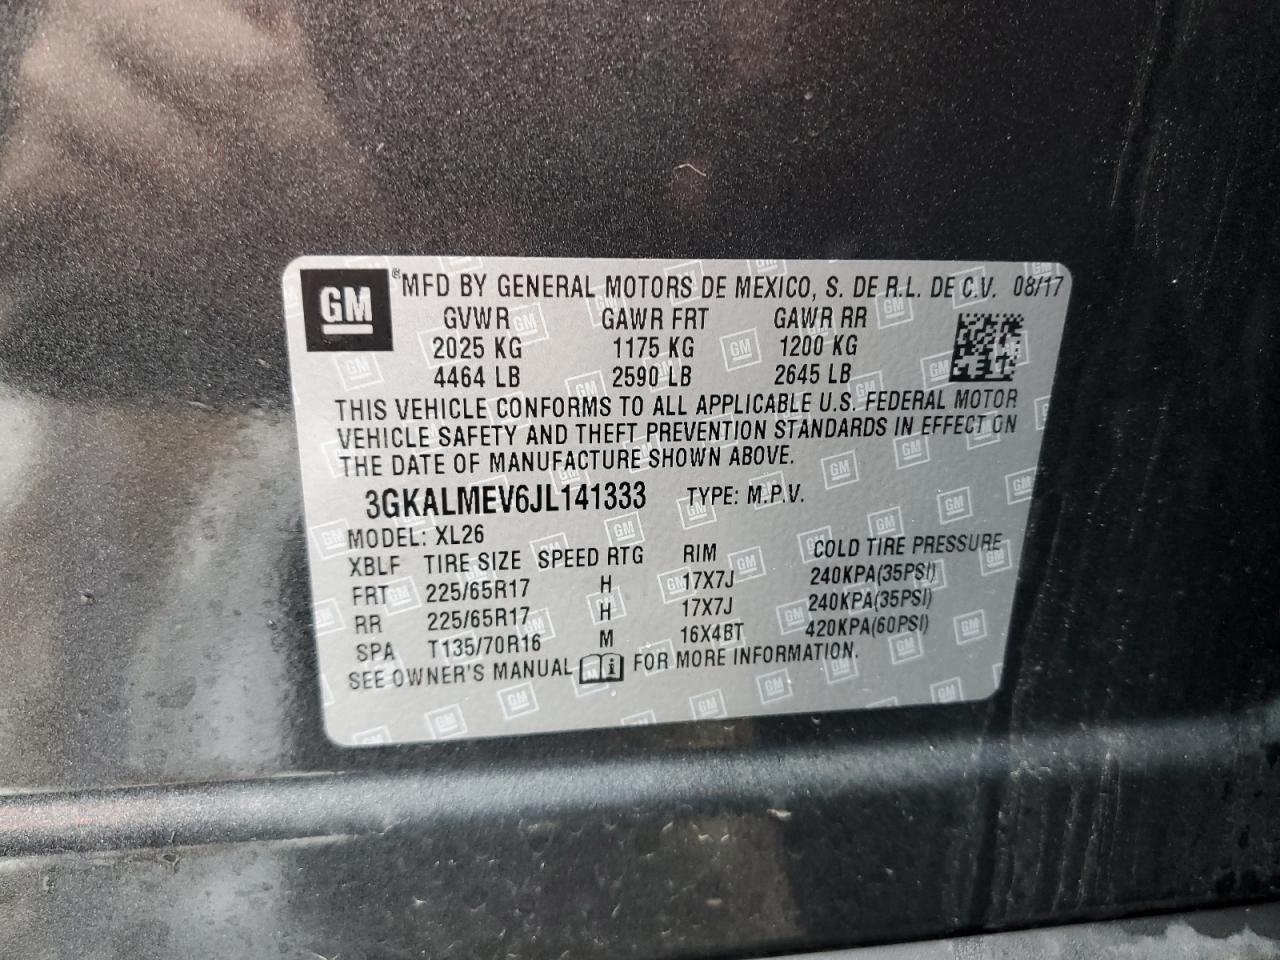 GM ® MFD BY GENERAL MOTORS DE MEXICO, S. DE R.L. DE C.V. 08/17
GVWR GAWR FRT GAWR RR
2025 KG 1175 KG 1200 KG
4464 LB 2590 LB 2645 LB
THIS VEHICLE CONFORMS TO ALL APPLICABLE U.S. FEDERAL MOTOR
VEHICLE SAFETY AND THEFT PREVENTION STANDARDS IN EFFECT ON
THE DATE OF MANUFACTURE SHOWN ABOVE.
3GKALMEV6JL141333 TYPE: M.P.V.
MODEL: XL26
XBLF TIRE SIZE SPEED RTG RIM COLD TIRE PRESSURE
FRT 225/65R17 H 17X7J 240KPA(35PSI)
RR 225/65R17 H 17X7J 240KPA(35PSI)
SPA T135/70R16 M 16X4BT 420KPA(60PSI)
SEE OWNER'S MANUAL i FOR MORE INFORMATION.